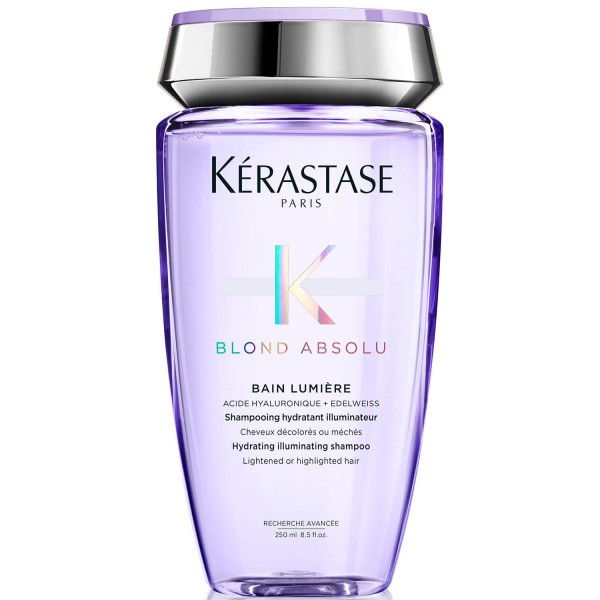 KÉRASTASE
PARIS
K
BLOND ABSOLU
BAIN LUMIÈRE
ACIDE HYALURONIQUE + EDELWEISS
Shampooing hydratant illuminateur
Cheveux décolorés ou méchés
Hydrating illuminating shampoo
Lightened or highlighted hair
RECHERCHE AVANCÉE
250 ml 8.5 fl.oz.